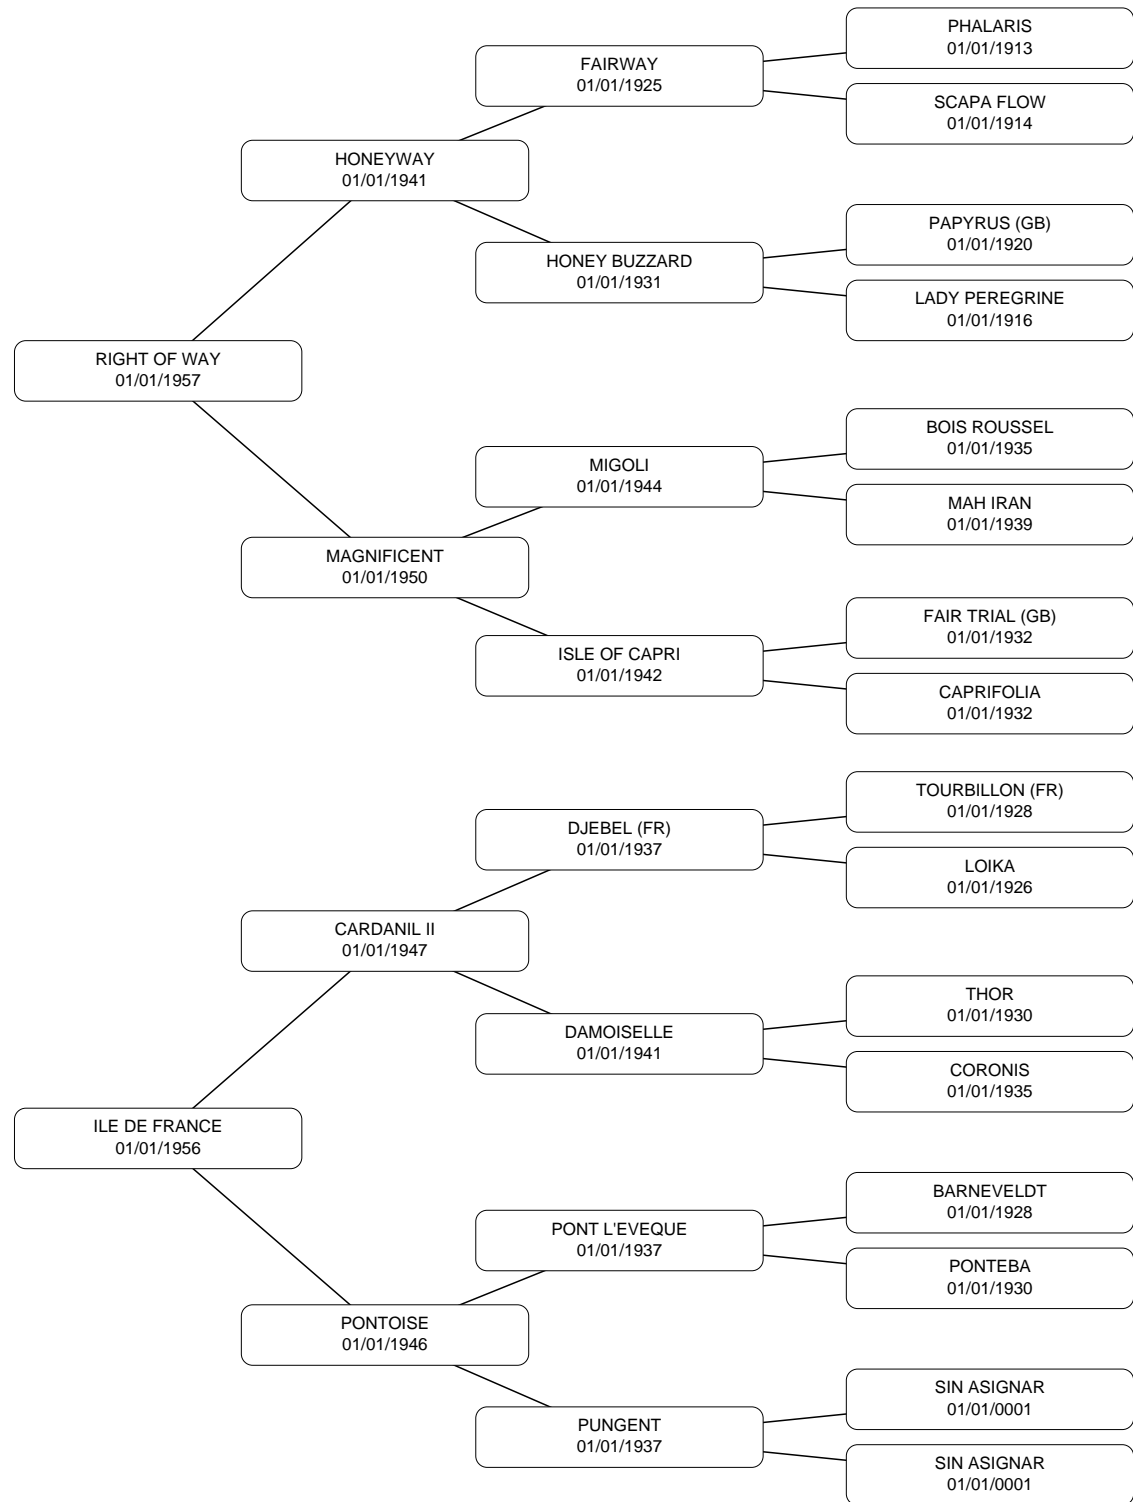 PHALARIS
01/01/1913
FAIRWAY
01/01/1925
SCAPA FLOW
01/01/1914
HONEYWAY
01/01/1941
PAPYRUS (GB)
01/01/1920
HONEY BUZZARD
01/01/1931
LADY PEREGRINE
01/01/1916
RIGHT OF WAY
01/01/1957
BOIS ROUSSEL
01/01/1935
MIGOLI
01/01/1944
MAH IRAN
01/01/1939
MAGNIFICENT
01/01/1950
FAIR TRIAL (GB)
01/01/1932
ISLE OF CAPRI
01/01/1942
CAPRIFOLIA
01/01/1932
TOURBILLON (FR)
01/01/1928
DJEBEL (FR)
01/01/1937
LOIKA
01/01/1926
CARDANIL II
01/01/1947
THOR
01/01/1930
DAMOISELLE
01/01/1941
CORONIS
01/01/1935
ILE DE FRANCE
01/01/1956
BARNEVELDT
01/01/1928
PONT L'EVEQUE
01/01/1937
PONTEBA
01/01/1930
PONTOISE
01/01/1946
SIN ASIGNAR
01/01/0001
PUNGENT
01/01/1937
SIN ASIGNAR
01/01/0001